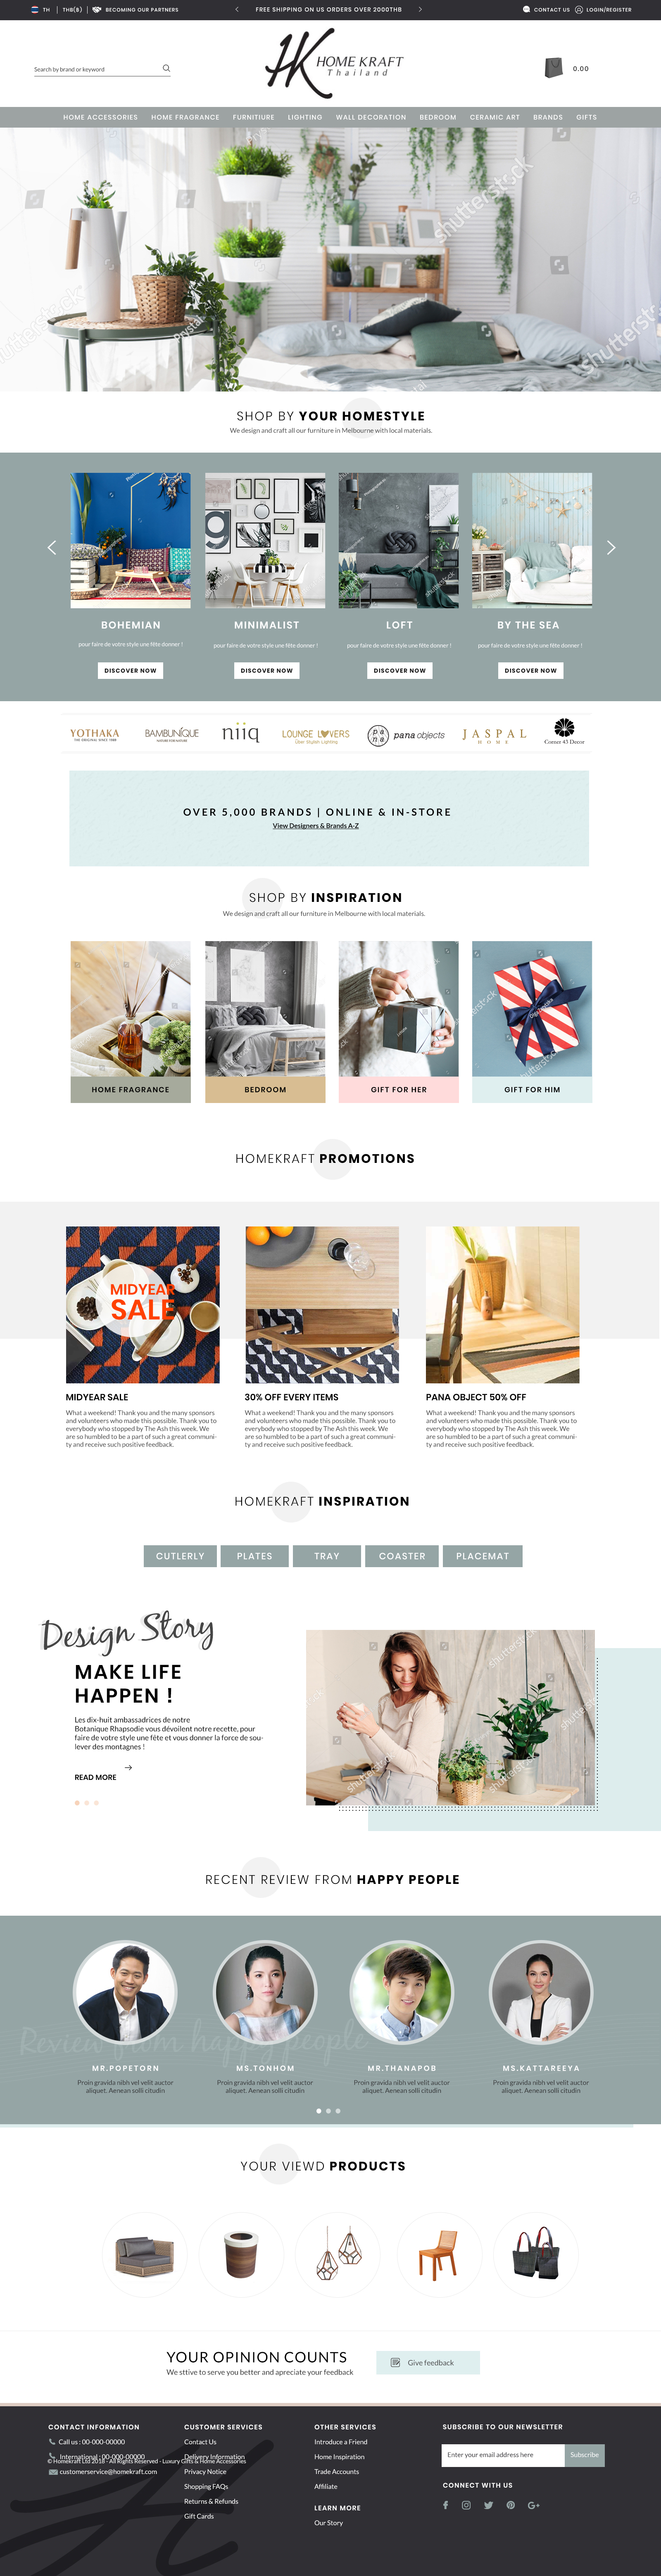 TH | THB(฿) | BECOMING OUR PARTNERS
FREE SHIPPING ON US ORDERS OVER 2000THB
CONTACT US
LOGIN/REGISTER
Search by brand or keyword
HK HOME KRAFT
Thailand
0.00
HOME ACCESSORIES HOME FRAGRANCE FURNITIURE LIGHTING WALL DECORATION BEDROOM CERAMIC ART BRANDS GIFTS
shutterstock
SHOP BY YOUR HOMESTYLE
We design and craft all our furniture in Melbourne with local materials.
BOHEMIAN
pour faire de votre style une fête donner !
DISCOVER NOW
MINIMALIST
pour faire de votre style une fête donner !
DISCOVER NOW
LOFT
pour faire de votre style une fête donner !
DISCOVER NOW
BY THE SEA
pour faire de votre style une fête donner !
DISCOVER NOW
YOTHAKA
THE ORIGINAL SINCE 1989
BAMBUNIQUE
niiq
LOUNGE LOVERS
Uber Stylish Lighting
pana
pana objects
JASPAL
HOME
Corner 43 Decor
OVER 5,000 BRANDS | ONLINE & IN-STORE
View Designers & Brands A-Z
SHOP BY INSPIRATION
We design and craft all our furniture in Melbourne with local materials.
HOME FRAGRANCE
BEDROOM
GIFT FOR HER
GIFT FOR HIM
HOMEKRAFT PROMOTIONS
MIDYEAR
SALE
MIDYEAR SALE
What a weekend! Thank you and the many sponsors
and volunteers who made this possible. Thank you to
everybody who stopped by The Ash this week. We
are so humbled to be a part of such a great communi-
ty and receive such positive feedback.
30% OFF EVERY ITEMS
What a weekend! Thank you and the many sponsors
and volunteers who made this possible. Thank you to
everybody who stopped by The Ash this week. We
are so humbled to be a part of such a great communi-
ty and receive such positive feedback.
PANA OBJECT 50% OFF
What a weekend! Thank you and the many sponsors
and volunteers who made this possible. Thank you to
everybody who stopped by The Ash this week. We
are so humbled to be a part of such a great communi-
ty and receive such positive feedback.
HOMEKRAFT INSPIRATION
CUTLERLY
PLATES
TRAY
COASTER
PLACEMAT
Design Story
MAKE LIFE
HAPPEN !
Les dix-huit ambassadrices de notre
Botanique Rhapsodie vous dévoilent notre recette, pour
faire de votre style une fête et vous donner la force de sou-
lever des montagnes !
READ MORE
RECENT REVIEW FROM HAPPY PEOPLE
Review from happy people
MR.POPETORN
Proin gravida nibh vel velit auctor
aliquet. Aenean solli citudin
MS.TONHOM
Proin gravida nibh vel velit auctor
aliquet. Aenean solli citudin
MR.THANAPOB
Proin gravida nibh vel velit auctor
aliquet. Aenean solli citudin
MS.KATTAREEYA
Proin gravida nibh vel velit auctor
aliquet. Aenean solli citudin
YOUR VIEWD PRODUCTS
YOUR OPINION COUNTS
We sttive to serve you better and apreciate your feedback
Give feedback
CONTACT INFORMATION
Call us : 00-000-00000
International : 00-000-00000
© Homekraft Ltd 2018 - All Rights Reserved - Luxury Gifts & Home Accessories
customerservice@homekraft.com
CUSTOMER SERVICES
Contact Us
Delivery Information
Privacy Notice
Shopping FAQs
Returns & Refunds
Gift Cards
OTHER SERVICES
Introduce a Friend
Home Inspiration
Trade Accounts
Affiliate
LEARN MORE
Our Story
SUBSCRIBE TO OUR NEWSLETTER
Enter your email address here
Subscribe
CONNECT WITH US